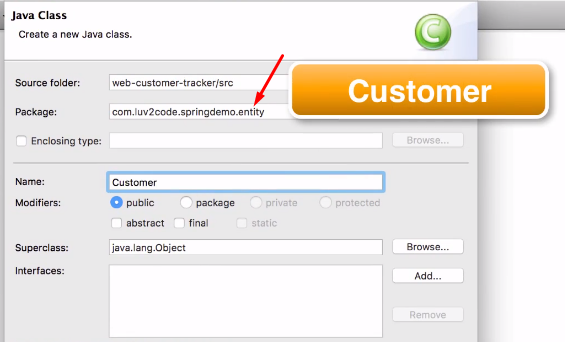 Java Class
Create a new Java class.
C
Customer
Source folder: web-customer-tracker/src
Package: com.luv2code.springdemo.entity
Enclosing type: Browse...
Name: Customer
Modifiers: public package private protected
abstract final static
Superclass: java.lang.Object Browse...
Interfaces: Add...
Remove